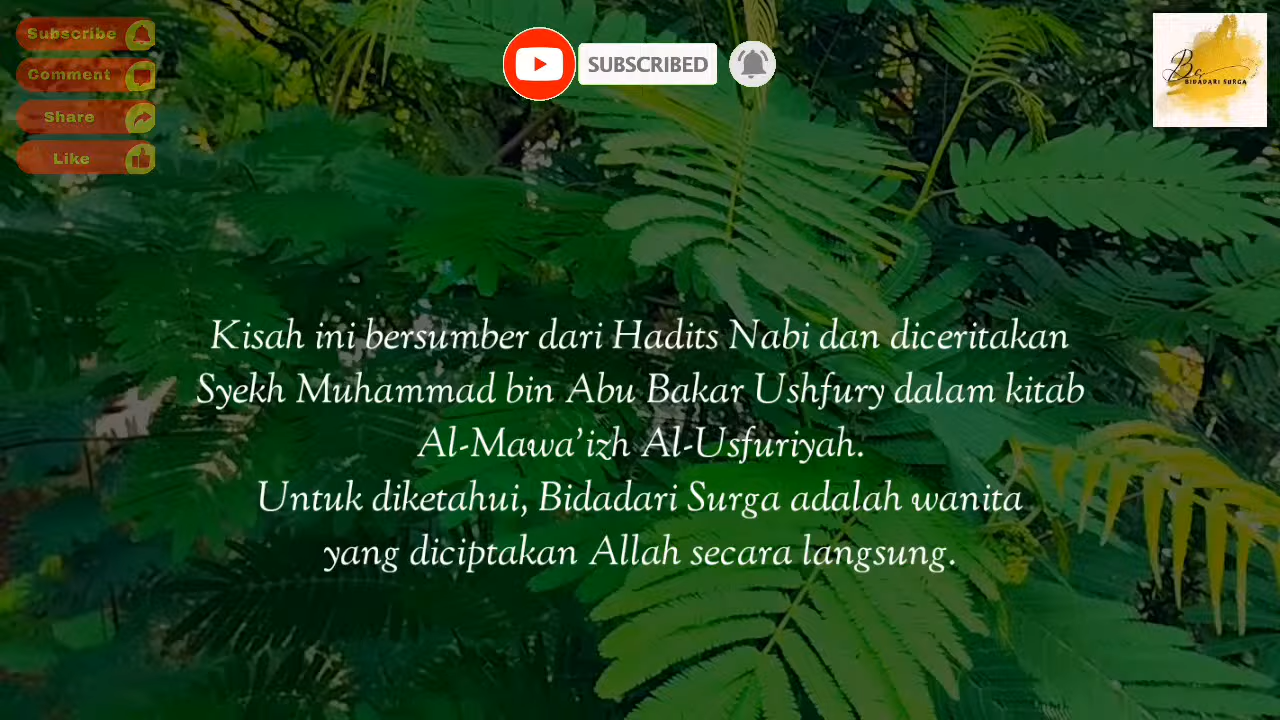 Subscribe
Comment
Share
Like
SUBSCRIBED
Bs
BIDADARI SURGA
Kisah ini bersumber dari Hadits Nabi dan diceritakan
Syekh Muhammad bin Abu Bakar Ushfury dalam kitab
Al-Mawa'izh Al-Usfuriyah.
Untuk diketahui, Bidadari Surga adalah wanita
yang diciptakan Allah secara langsung.